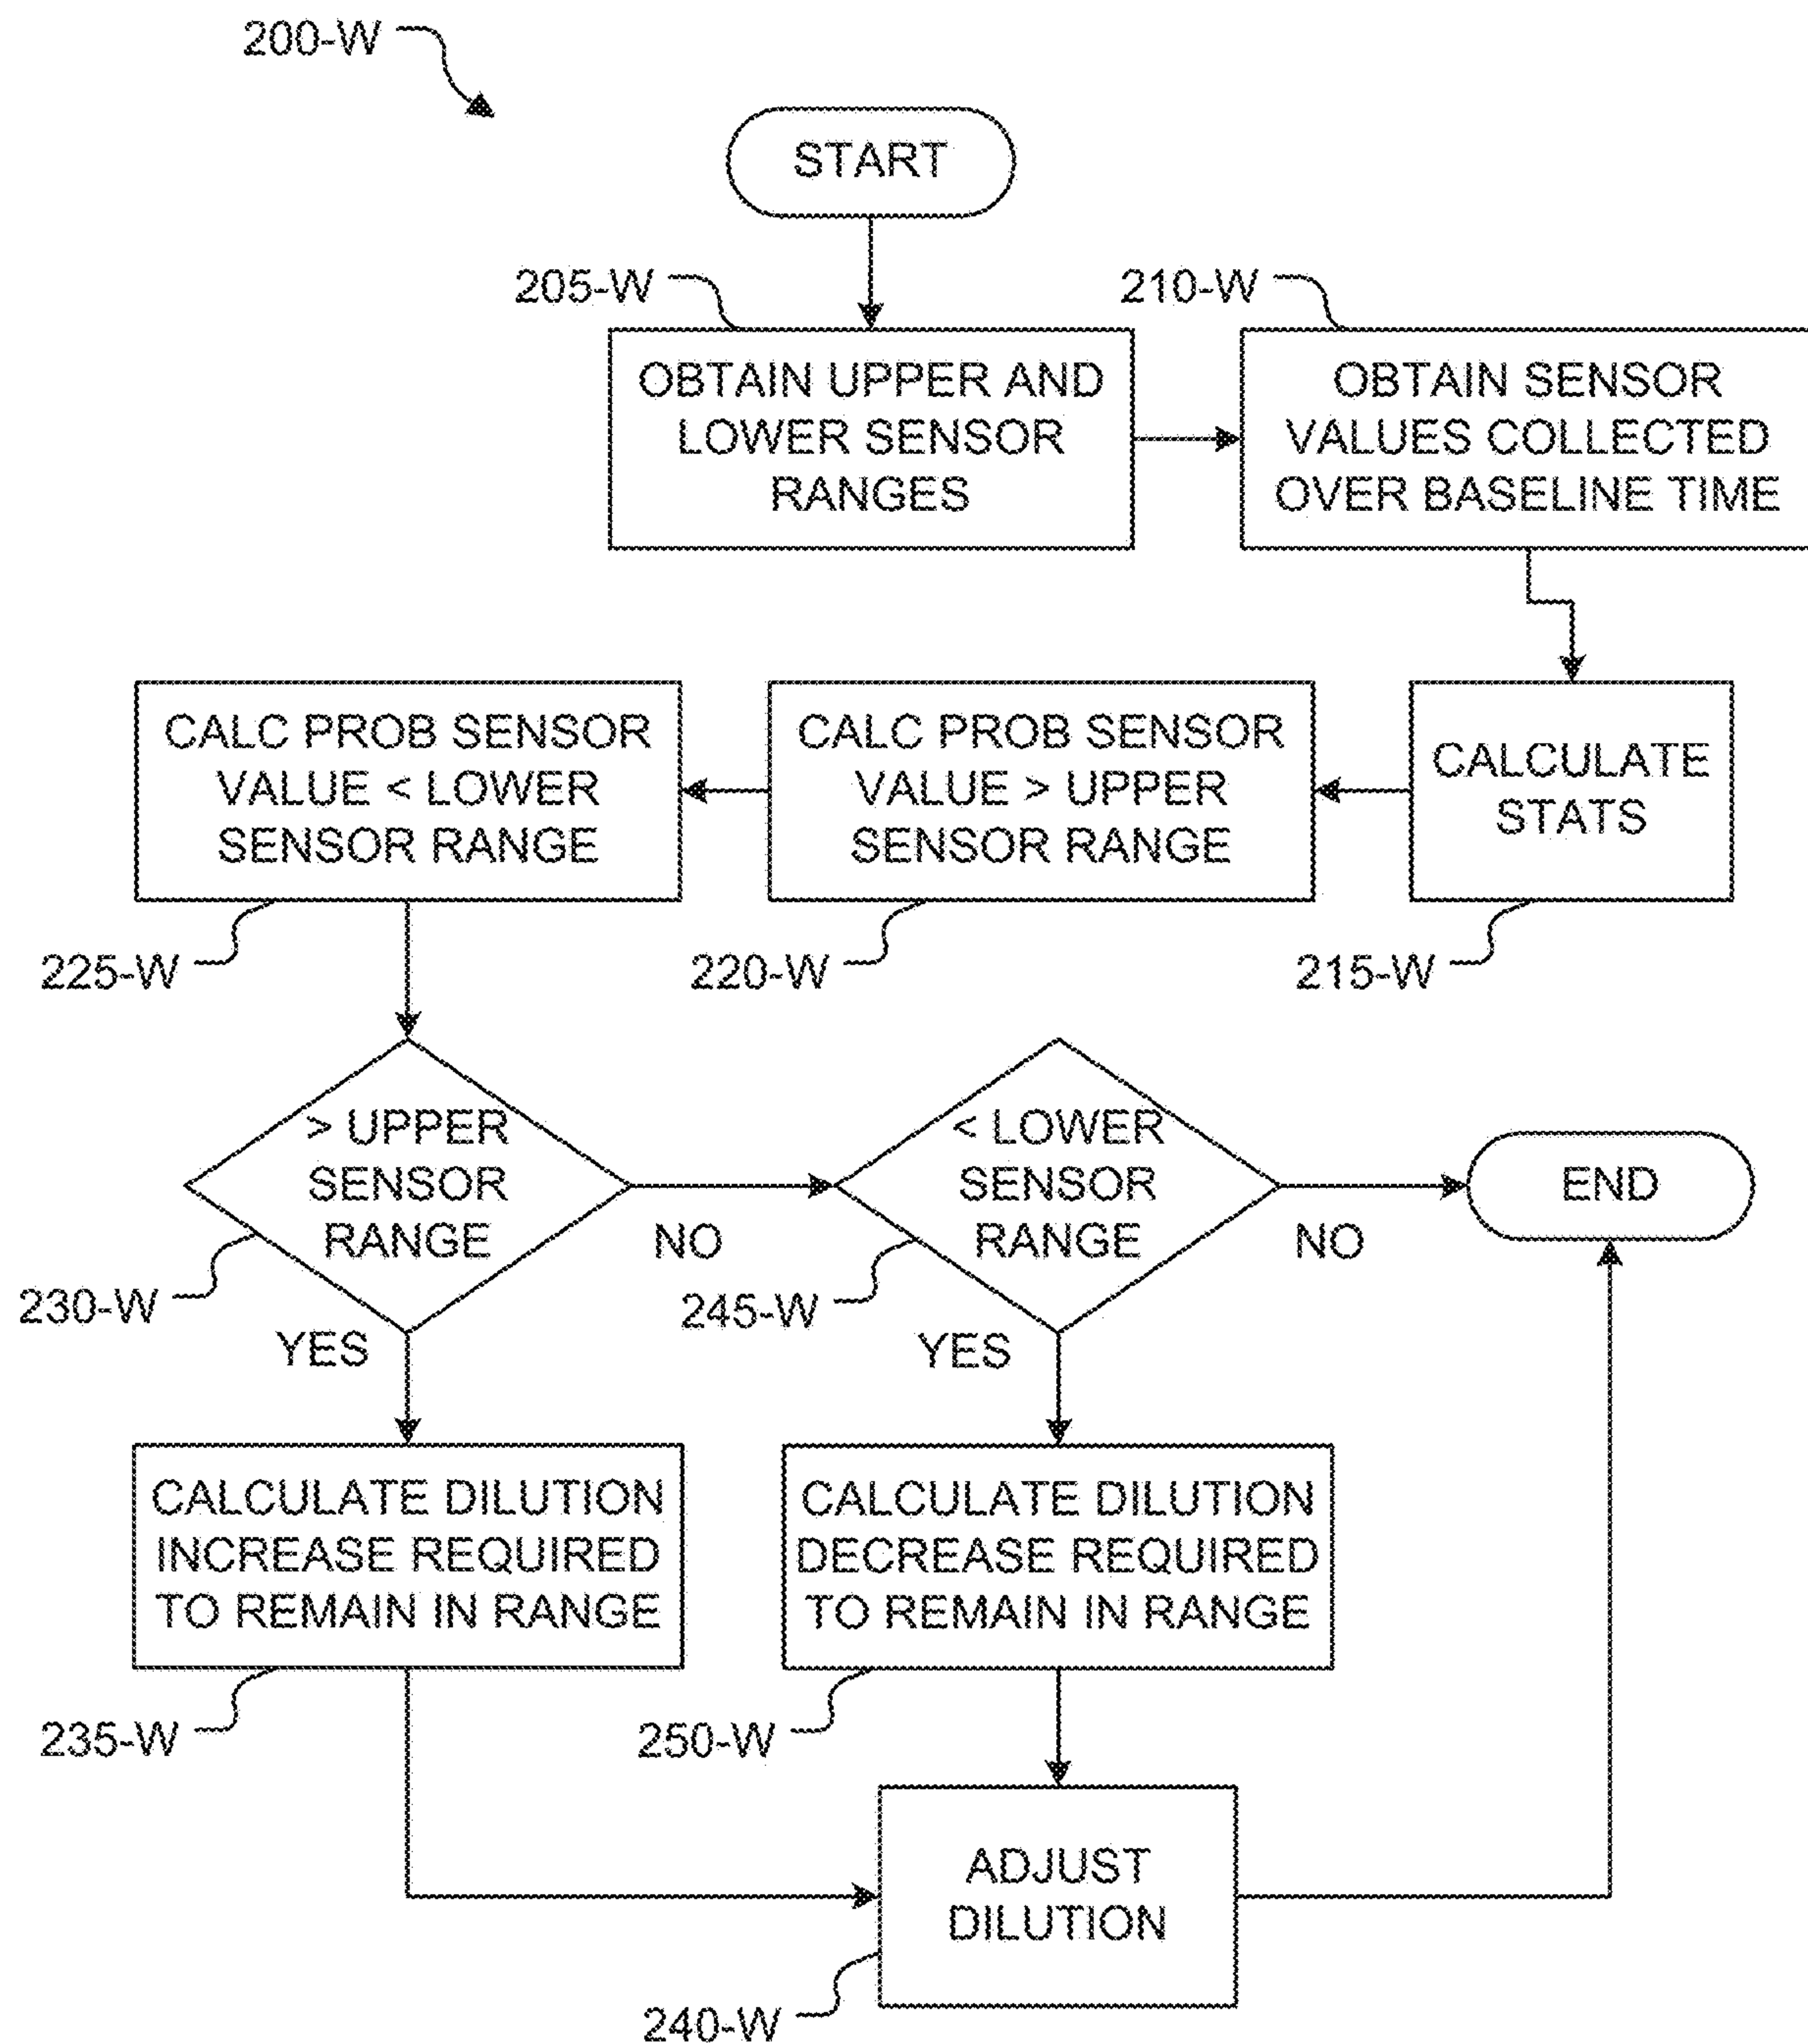 200-W
START
205-W
210-W
OBTAIN UPPER AND
LOWER SENSOR
RANGES
OBTAIN SENSOR
VALUES COLLECTED
OVER BASELINE TIME
CALC PROB SENSOR
VALUE < LOWER
SENSOR RANGE
CALC PROB SENSOR
VALUE > UPPER
SENSOR RANGE
CALCULATE
STATS
225-W
220-W
215-W
> UPPER
SENSOR
RANGE
< LOWER
SENSOR
RANGE
END
NO
NO
230-W
245-W
YES
YES
CALCULATE DILUTION
INCREASE REQUIRED
TO REMAIN IN RANGE
CALCULATE DILUTION
DECREASE REQUIRED
TO REMAIN IN RANGE
235-W
250-W
ADJUST
DILUTION
240-W